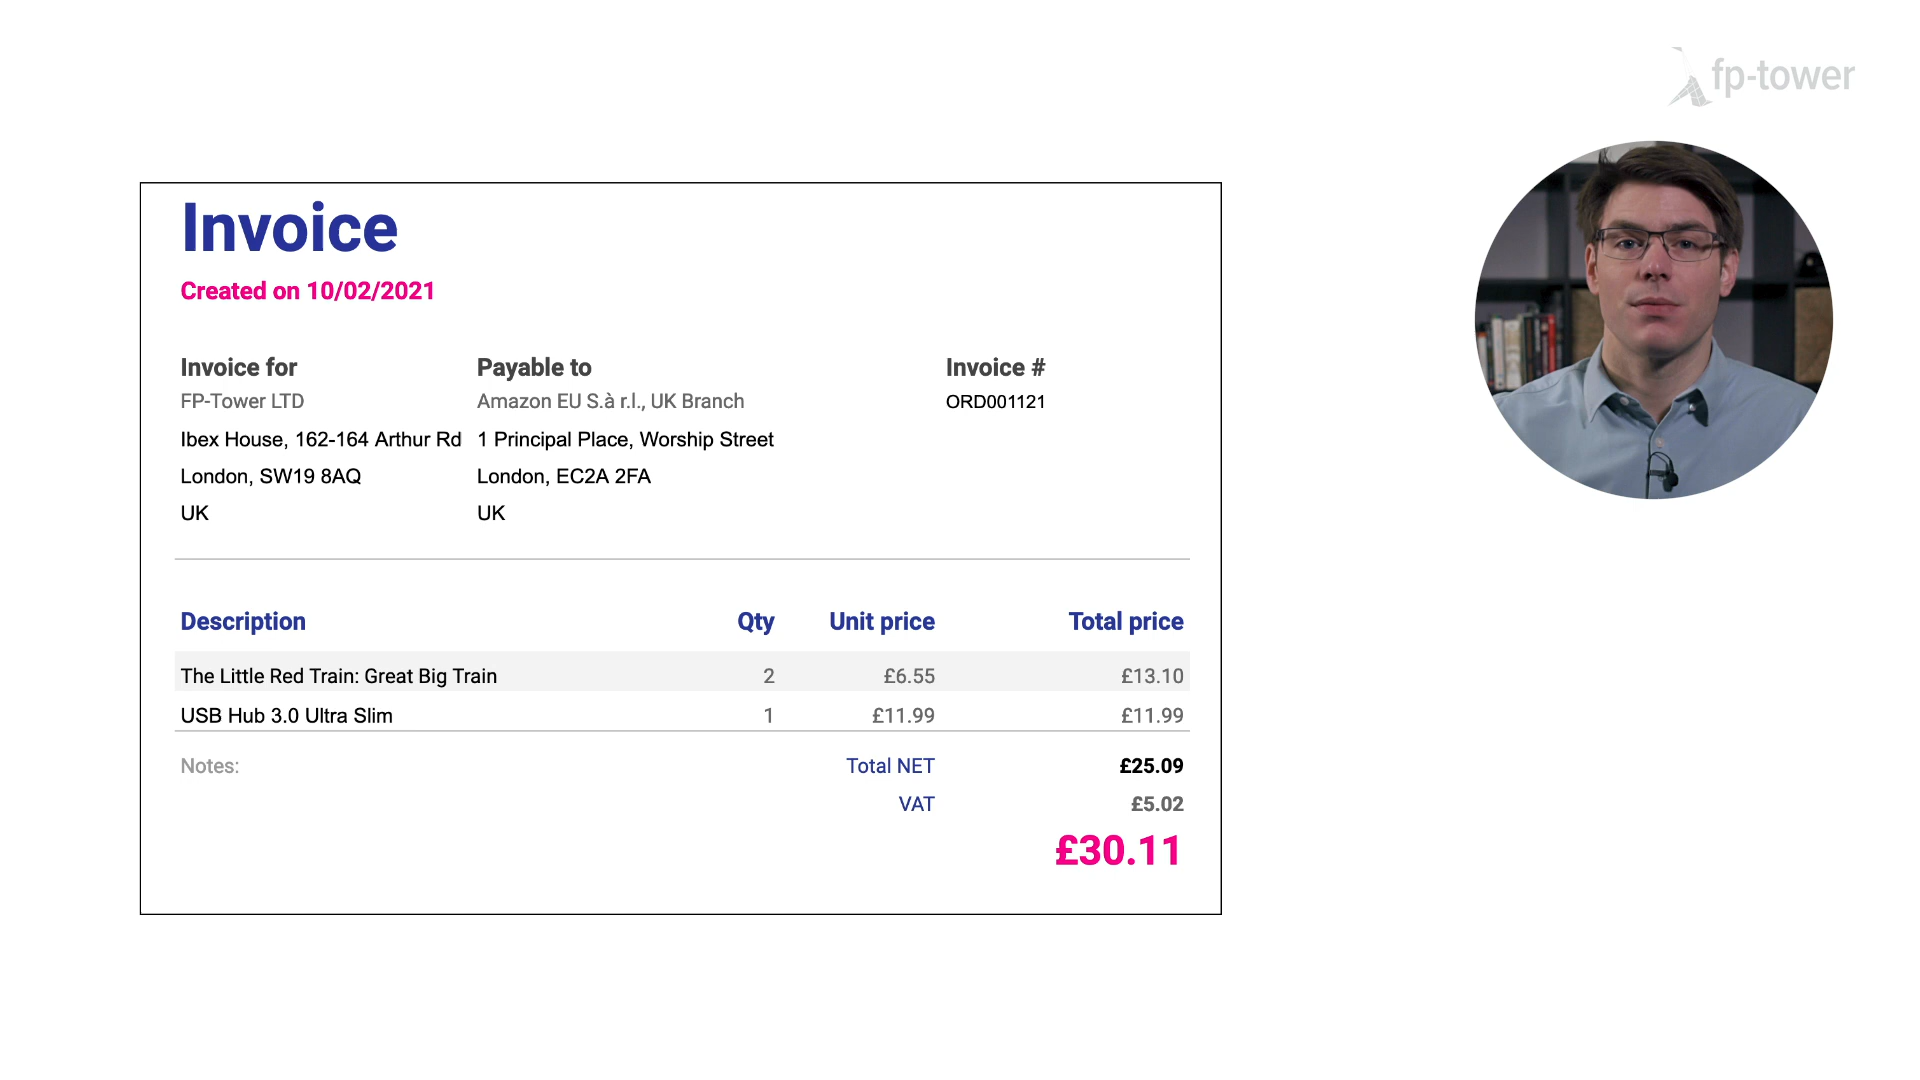 fp-tower
Invoice
Created on 10/02/2021
Invoice for
FP-Tower LTD
Ibex House, 162-164 Arthur Rd
London, SW19 8AQ
UK
Payable to
Amazon EU S.à r.l., UK Branch
1 Principal Place, Worship Street
London, EC2A 2FA
UK
Invoice #
ORD001121
Description Qty Unit price Total price
The Little Red Train: Great Big Train 2 £6.55 £13.10
USB Hub 3.0 Ultra Slim 1 £11.99 £11.99
Notes: Total NET £25.09
VAT £5.02
£30.11